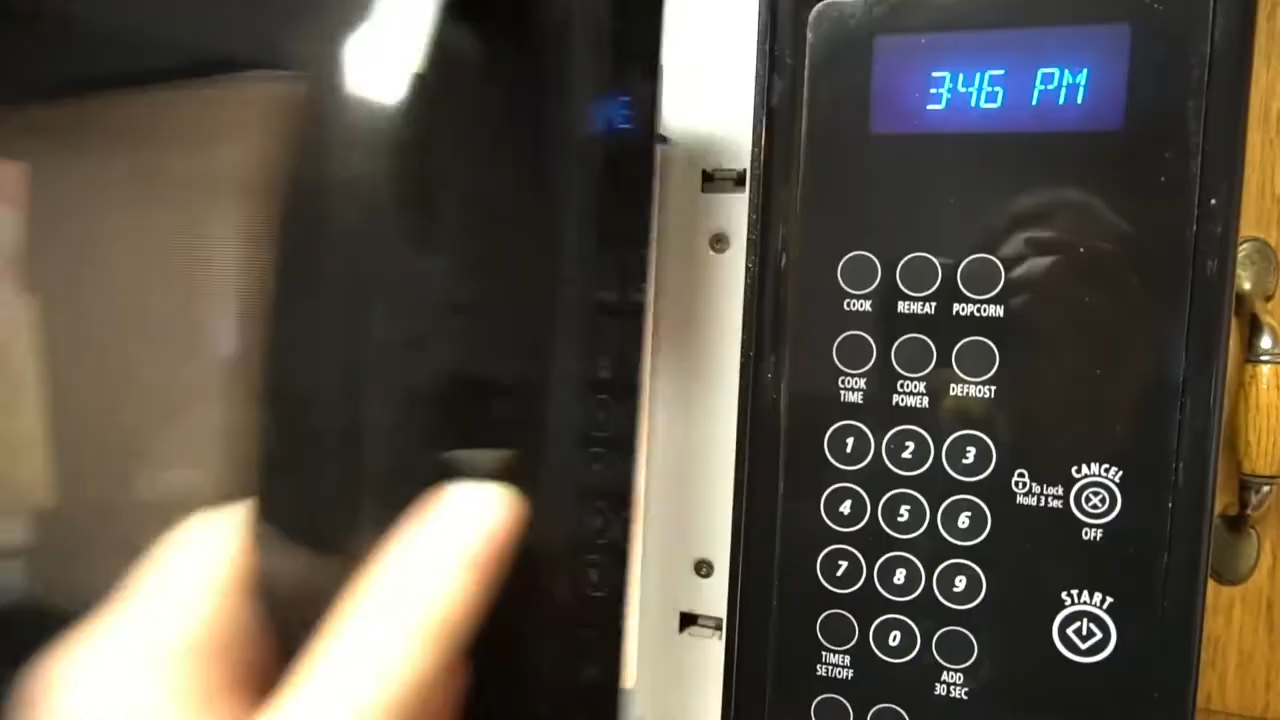 3:46 PM
COOK REHEAT POPCORN
COOK TIME COOK POWER DEFROST
1 2 3
To Lock Hold 3 Sec
CANCEL
OFF
4 5 6
7 8 9
START
0
TIMER SET/OFF
ADD 30 SEC